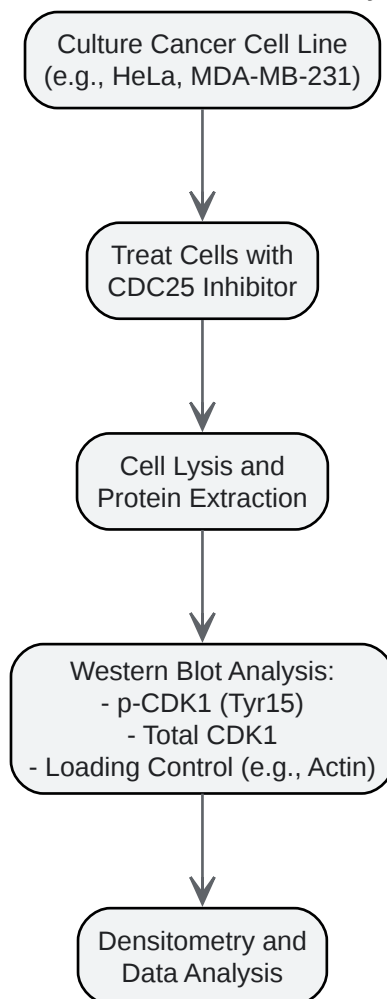 Culture Cancer Cell Line
(e.g., HeLa, MDA-MB-231)
Treat Cells with
CDC25 Inhibitor
Cell Lysis and
Protein Extraction
Western Blot Analysis:
- p-CDK1 (Tyr15)
- Total CDK1
- Loading Control (e.g., Actin)
Densitometry and
Data Analysis